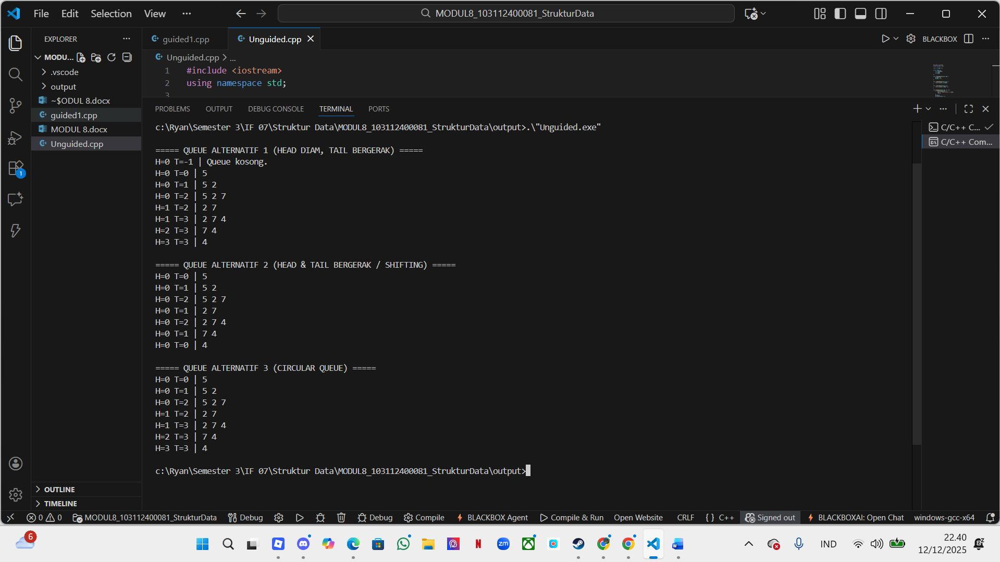 File Edit Selection View ···
MODUL8_103112400081_StrukturData
EXPLORER
guided1.cpp
Unguided.cpp
BLACKBOX
MODU...
.vscode
output
~$ODUL 8.docx
guided1.cpp
MODUL 8.docx
Unguided.cpp
Unguided.cpp > ...
1 #include <iostream>
2 using namespace std;
3
PROBLEMS OUTPUT DEBUG CONSOLE TERMINAL PORTS
c:\Ryan\Semester 3\IF 07\Struktur Data\MODUL8_103112400081_StrukturData\output>.\"Unguided.exe"
===== QUEUE ALTERNATIF 1 (HEAD DIAM, TAIL BERGERAK) =====
H=0 T=-1 | Queue kosong.
H=0 T=0 | 5
H=0 T=1 | 5 2
H=0 T=2 | 5 2 7
H=1 T=2 | 2 7
H=1 T=3 | 2 7 4
H=2 T=3 | 7 4
H=3 T=3 | 4
===== QUEUE ALTERNATIF 2 (HEAD & TAIL BERGERAK / SHIFTING) =====
H=0 T=0 | 5
H=0 T=1 | 5 2
H=0 T=2 | 5 2 7
H=0 T=1 | 2 7
H=0 T=2 | 2 7 4
H=0 T=1 | 7 4
H=0 T=0 | 4
===== QUEUE ALTERNATIF 3 (CIRCULAR QUEUE) =====
H=0 T=0 | 5
H=0 T=1 | 5 2
H=0 T=2 | 5 2 7
H=1 T=2 | 2 7
H=1 T=3 | 2 7 4
H=2 T=3 | 7 4
H=3 T=3 | 4
c:\Ryan\Semester 3\IF 07\Struktur Data\MODUL8_103112400081_StrukturData\output>
C/C++ C...
C/C++ Com...
1
OUTLINE
TIMELINE
0 0 MODUL8_103112400081_StrukturData Debug Debug Compile BLACKBOX Agent Compile & Run Open Website CRLF { } C++ Signed out BLACKBOXAI: Open Chat windows-gcc-x64
6
zm
N
IND
22.40
12/12/2025